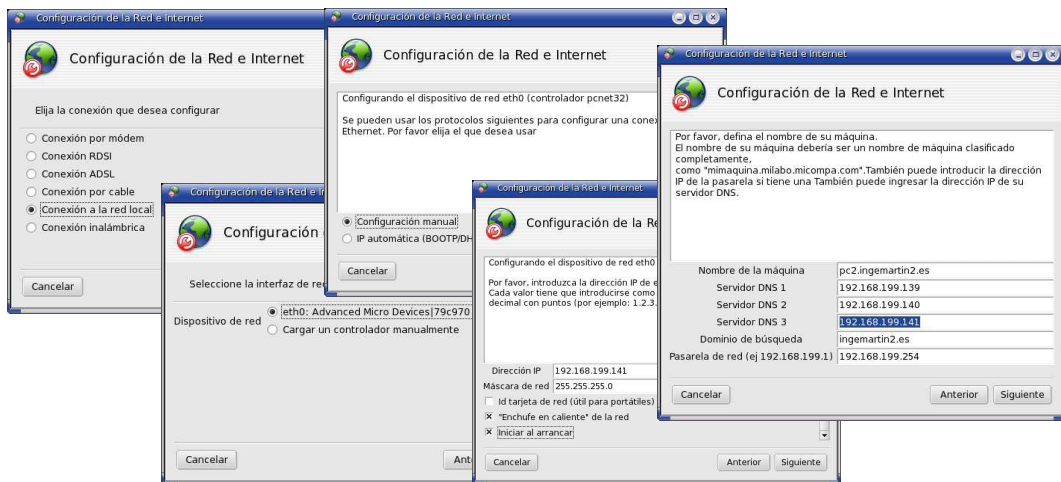 Configuración de la Red e Internet
Configuración de la Red e Internet
Elija la conexión que desea configurar
Conexión por módem
Conexión RDSI
Conexión ADSL
Conexión por cable
Conexión a la red local
Conexión inalámbrica
Cancelar
Configuración de la Red e Internet
Configuración de la Red e Internet
Configurando el dispositivo de red eth0 (controlador pcnet32)
Se pueden usar los protocolos siguientes para configurar una
Ethernet. Por favor elija el que desea usar
Configuración manual
IP automática
Cancelar
Configuración de la Red e
Configuración
Seleccione la interfaz de
Dispositivo de red
eth0: Advanced Micro Devices|79c970
Cargar un controlador manualmente
Cancelar
Configuración de la Red e Internet
Configuración de la
Configurando el dispositivo de red eth0
Por favor, introduzca la dirección IP de
Cada valor tiene que introducirse como
decimal con puntos (por ejemplo: 1.2.3.
Dirección IP 192.168.199.141
Máscara de red 255.255.255.0
Id tarjeta de red (útil para portátiles)
"Enchufe en caliente" de la red
Iniciar al arrancar
Cancelar Anterior Siguiente
Configuración de la Red e Internet
Configuración de la Red e Internet
Por favor, defina el nombre de su máquina.
El nombre de su máquina debería ser un nombre de máquina clasificado
completamente,
como "mimaquina.milabo.micompa.com".También puede introducir la dirección
IP de la pasarela si tiene una También puede ingresar la dirección IP de su
servidor DNS.
Nombre de la máquina pc2.ingemartin2.es
Servidor DNS 1 192.168.199.139
Servidor DNS 2 192.168.199.140
Servidor DNS 3 192.168.199.141
Dominio de búsqueda ingemartin2.es
Pasarela de red (ej 192.168.199.1) 192.168.199.254
Cancelar Anterior Siguiente